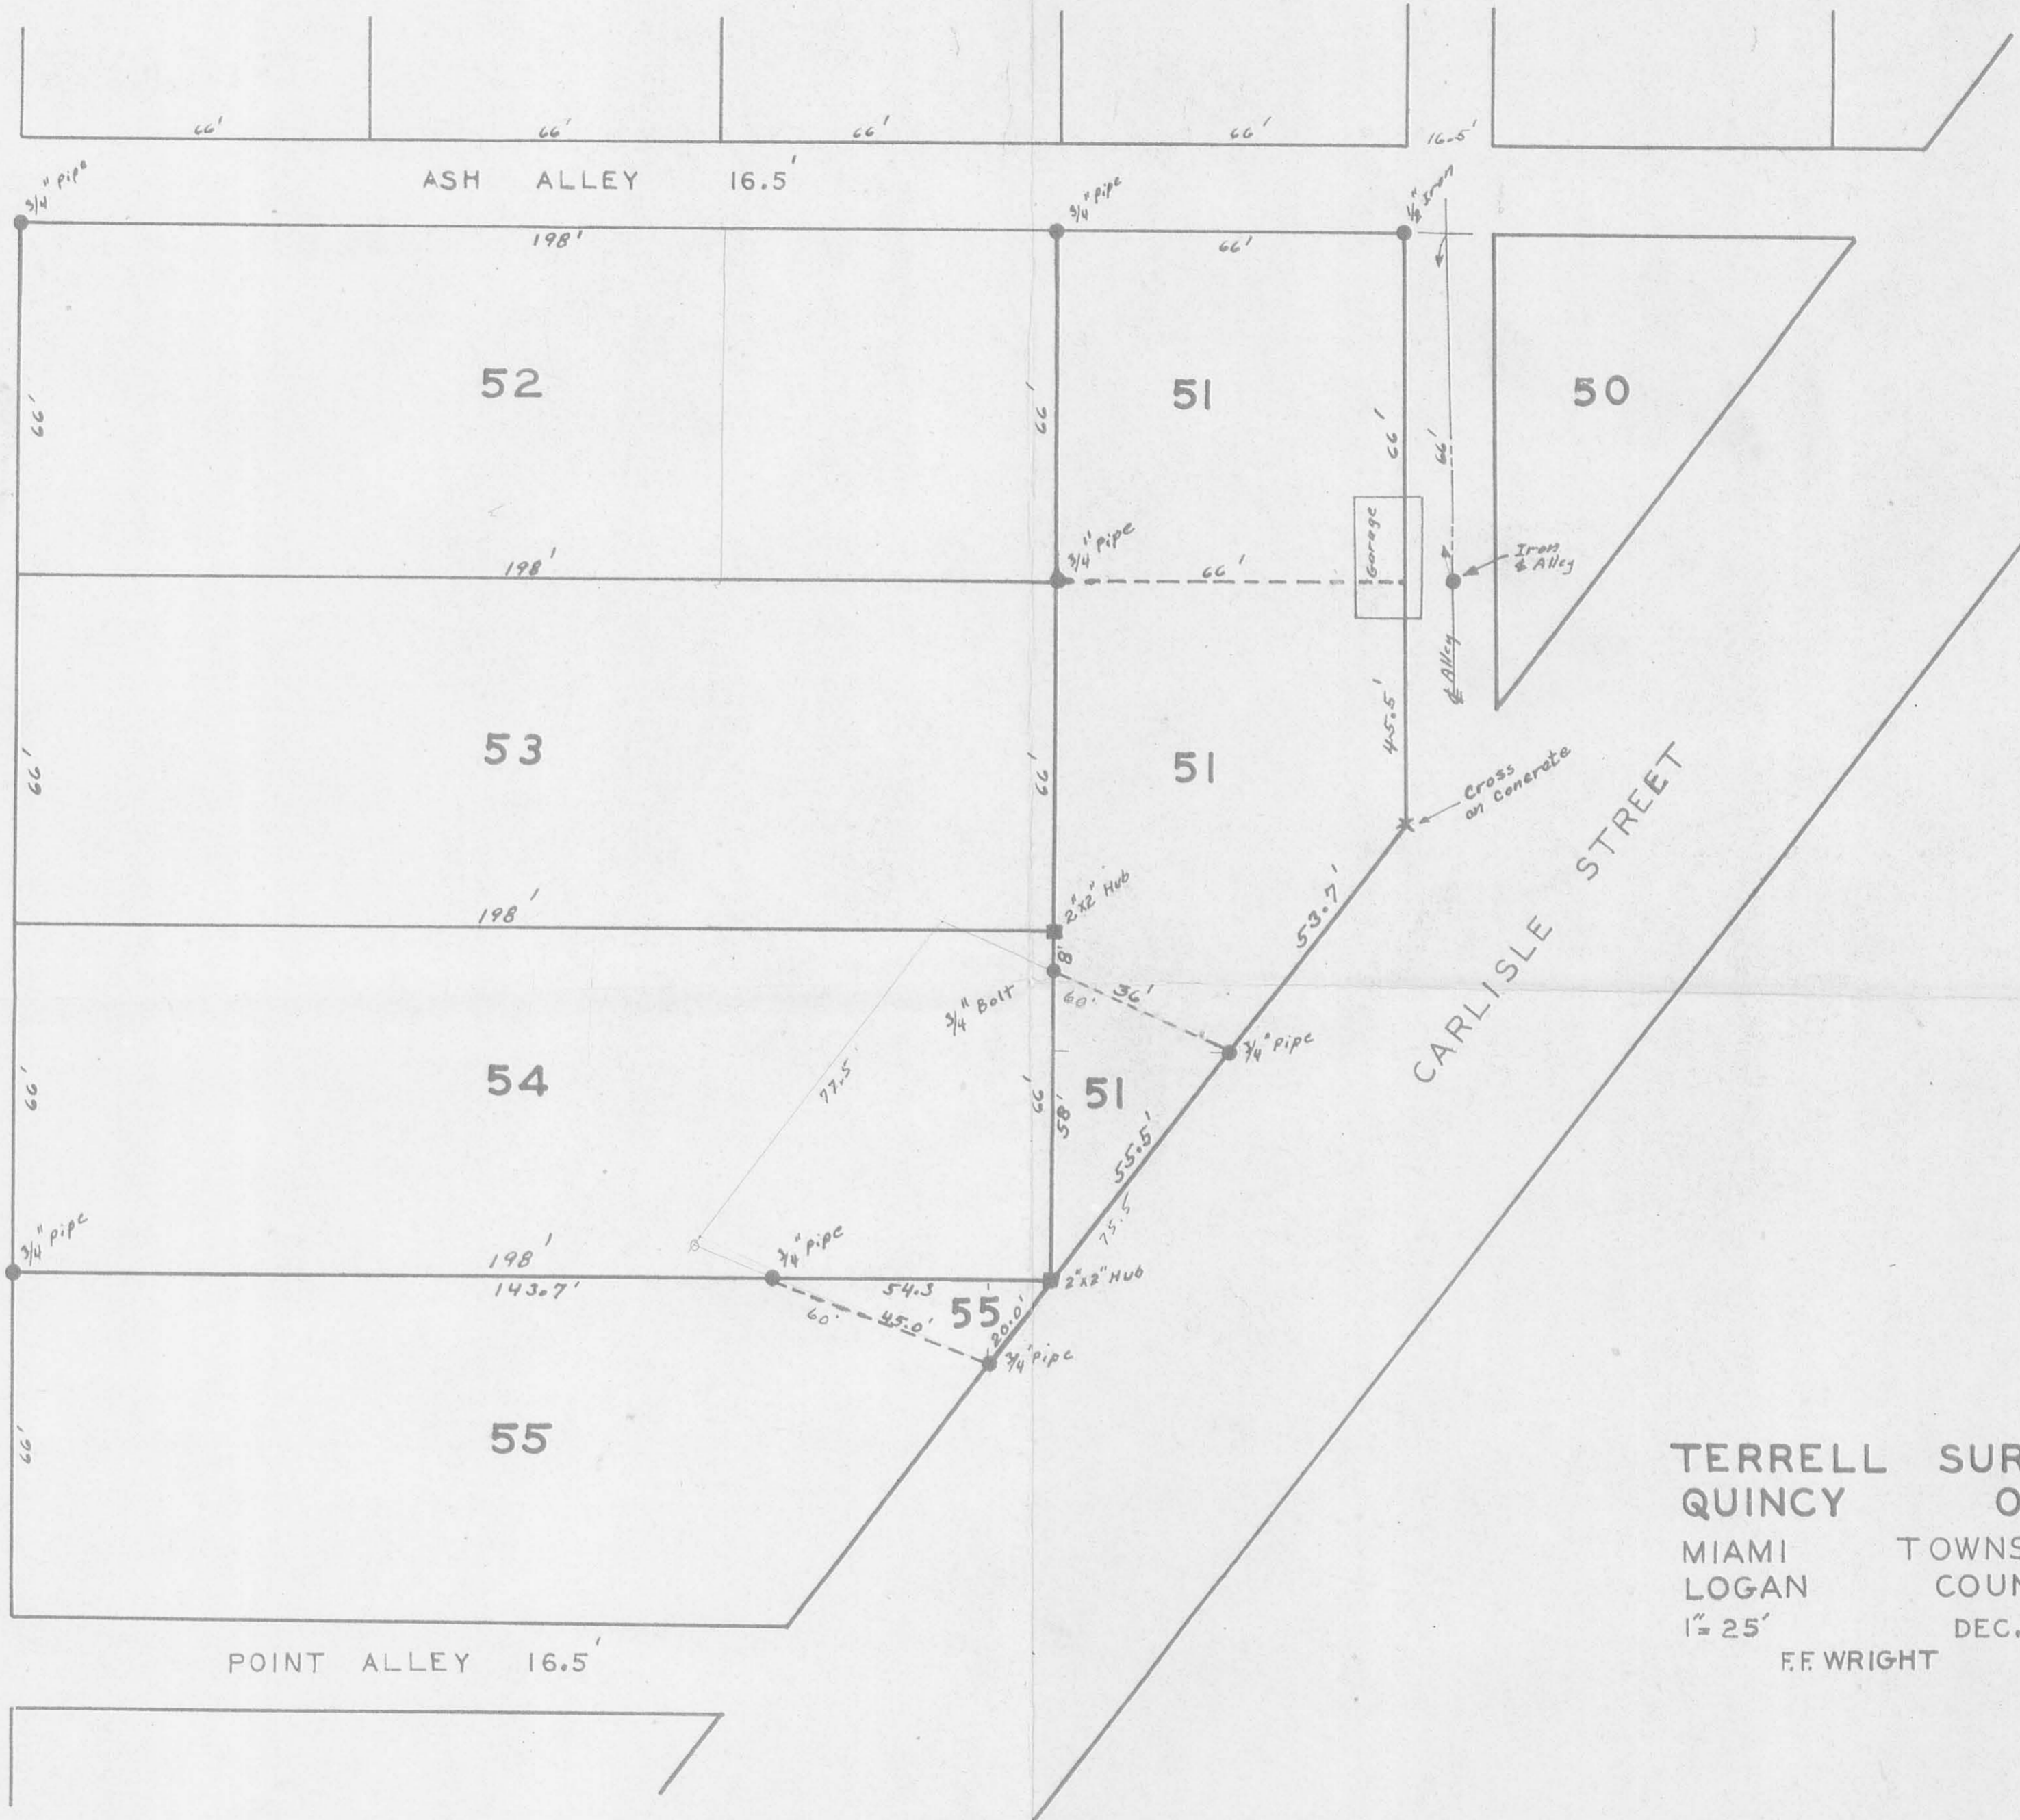 66' 66' 66' 66' 16.5'
ASH ALLEY 16.5'
3/4" pipe
3/4" pipe
1/2" Iron
198'
66'
52
51
50
66'
66'
66'
66'
Garage
3/4" pipe
198'
66'
Iron
℄ Alley
℄ Alley
53
51
66'
66'
45.5'
Cross
on Concrete
CARLISLE STREET
53.7'
2"x2" Hub
198'
8'
3/4" Bolt
60'
36'
3/4" pipe
77.5'
54
51
66'
66'
58'
55.5'
75.5
3/4" pipe
198'
143.7'
3/4" pipe
54.3'
2"x2" Hub
55
60'
45.0'
20.0'
3/4" pipe
55
66'
POINT ALLEY 16.5'
TERRELL SUR
QUINCY O
MIAMI TOWNS
LOGAN COUN
1"= 25' DEC.
F.F. WRIGHT